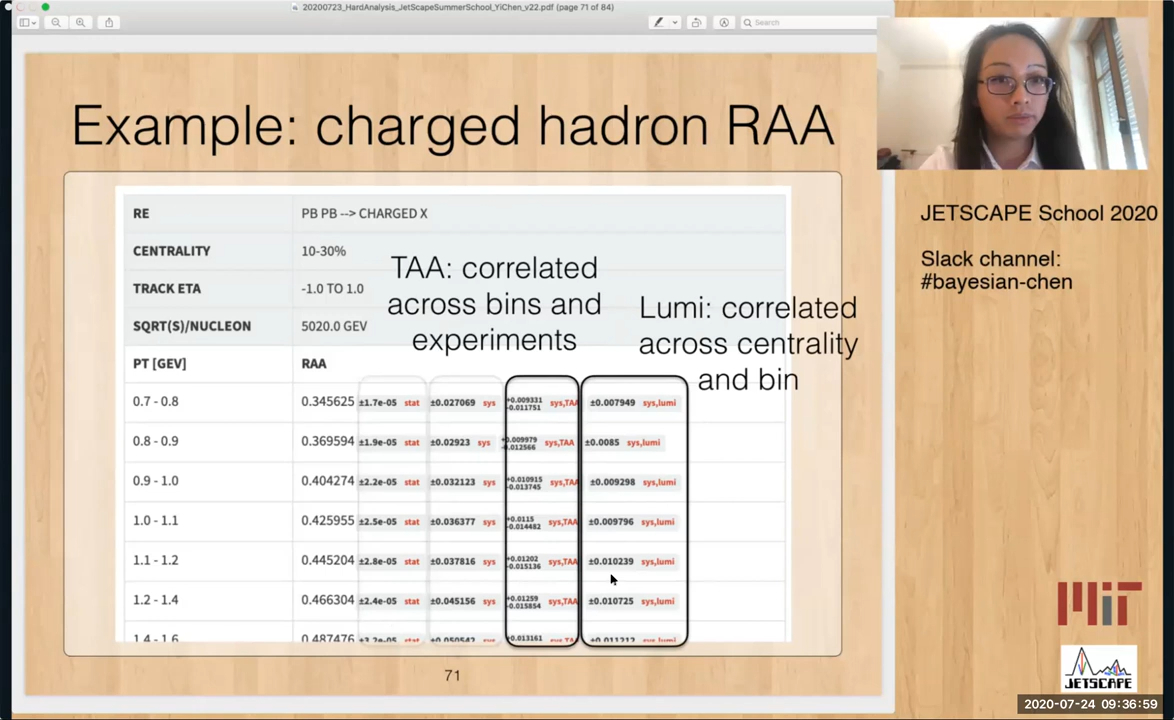 20200723_HardAnalysis_JetScapeSummerSchool_YiChen_v22.pdf (page 71 of 84)
Search
Example: charged hadron RAA
RE PB PB --> CHARGED X
CENTRALITY 10-30%
TRACK ETA -1.0 TO 1.0
SQRT(S)/NUCLEON 5020.0 GEV
TAA: correlated
across bins and
experiments
Lumi: correlated
across centrality
and bin
PT [GEV] RAA
0.7 - 0.8 0.345625 ±1.7e-05 stat ±0.027069 sys +0.009331 -0.011751 sys,TAA ±0.007949 sys,lumi
0.8 - 0.9 0.369594 ±1.9e-05 stat ±0.02923 sys +0.009979 -0.012566 sys,TAA ±0.0085 sys,lumi
0.9 - 1.0 0.404274 ±2.2e-05 stat ±0.032123 sys +0.010915 -0.013745 sys,TAA ±0.009298 sys,lumi
1.0 - 1.1 0.425955 ±2.5e-05 stat ±0.036377 sys +0.0115 -0.014482 sys,TAA ±0.009796 sys,lumi
1.1 - 1.2 0.445204 ±2.8e-05 stat ±0.037816 sys +0.01202 -0.015136 sys,TAA ±0.010239 sys,lumi
1.2 - 1.4 0.466304 ±2.4e-05 stat ±0.045156 sys +0.01259 -0.015854 sys,TAA ±0.010725 sys,lumi
1.4 - 1.6 0.487476 ±3.2e-05 stat ±0.050542 sys +0.013161 sys,TAA ±0.011212 sys,lumi
71
JETSCAPE School 2020
Slack channel:
#bayesian-chen
MIT
JETSCAPE
2020-07-24 09:36:59